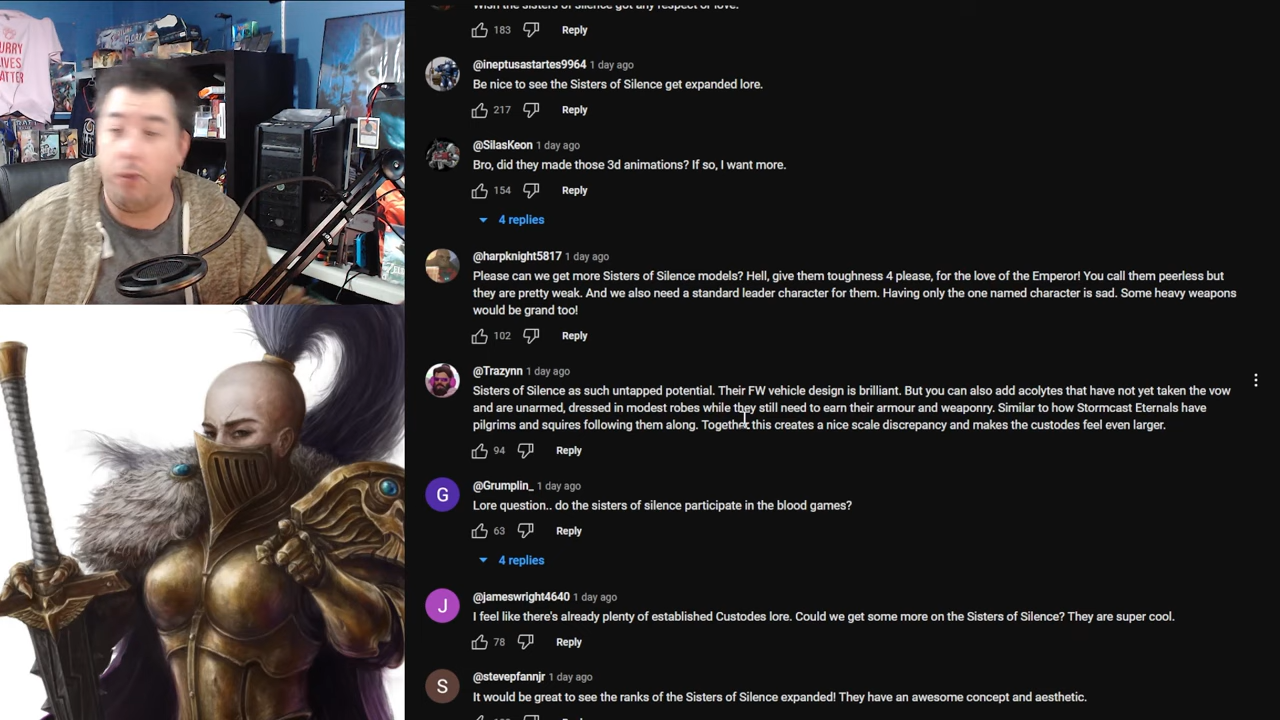 Wish the sisters of silence got any respect or love.
183 Reply
@ineptusastartes9964 1 day ago
Be nice to see the Sisters of Silence get expanded lore.
217 Reply
@SilasKeon 1 day ago
Bro, did they made those 3d animations? If so, I want more.
154 Reply
4 replies
@harpknight5817 1 day ago
Please can we get more Sisters of Silence models? Hell, give them toughness 4 please, for the love of the Emperor! You call them peerless but
they are pretty weak. And we also need a standard leader character for them. Having only the one named character is sad. Some heavy weapons
would be grand too!
102 Reply
@Trazynn 1 day ago
Sisters of Silence as such untapped potential. Their FW vehicle design is brilliant. But you can also add acolytes that have not yet taken the vow
and are unarmed, dressed in modest robes while they still need to earn their armour and weaponry. Similar to how Stormcast Eternals have
pilgrims and squires following them along. Together this creates a nice scale discrepancy and makes the custodes feel even larger.
94 Reply
G
@Grumplin_ 1 day ago
Lore question.. do the sisters of silence participate in the blood games?
63 Reply
4 replies
J
@jameswright4640 1 day ago
I feel like there's already plenty of established Custodes lore. Could we get some more on the Sisters of Silence? They are super cool.
78 Reply
S
@stevepfannjr 1 day ago
It would be great to see the ranks of the Sisters of Silence expanded! They have an awesome concept and aesthetic.